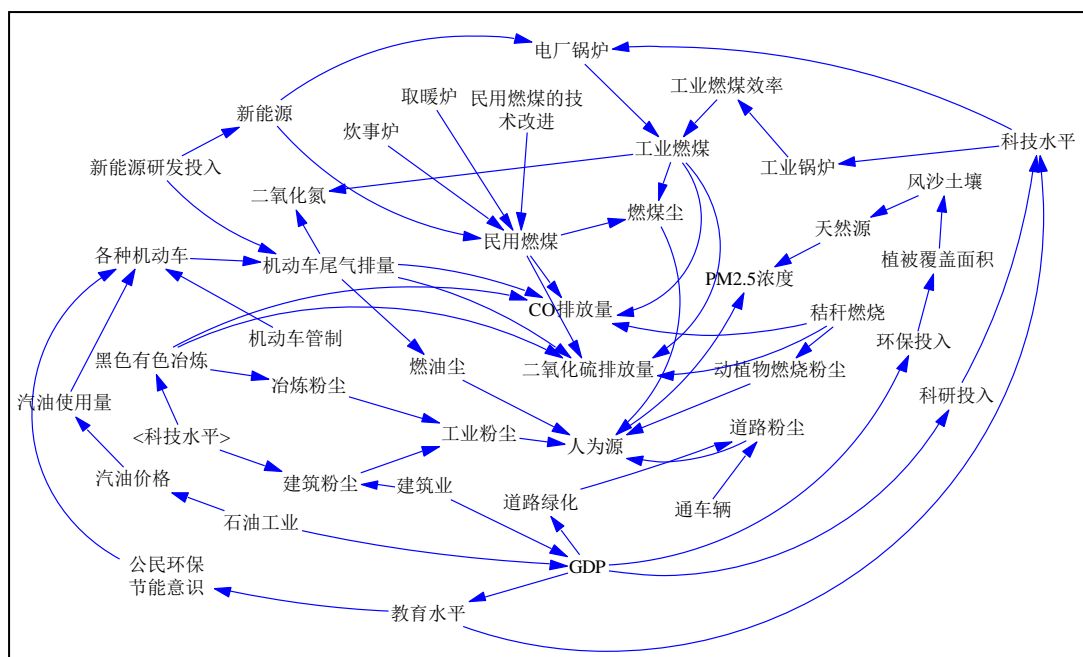 电厂锅炉
工业燃煤效率
取暖炉
民用燃煤的技
术改进
新能源
炊事炉
科技水平
工业燃煤
新能源研发投入
工业锅炉
风沙土壤
二氧化氮
燃煤尘
天然源
民用燃煤
各种机动车
机动车尾气排量
植被覆盖面积
PM2.5浓度
CO排放量
秸秆燃烧
机动车管制
环保投入
黑色有色冶炼
燃油尘
二氧化硫排放量
动植物燃烧粉尘
冶炼粉尘
科研投入
汽油使用量
<科技水平>
工业粉尘
人为源
道路粉尘
汽油价格
建筑粉尘
建筑业
道路绿化
通车辆
石油工业
公民环保
节能意识
GDP
教育水平